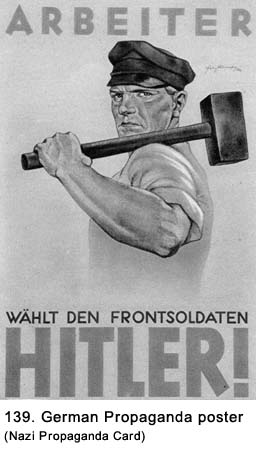 ARBEITER
WÄHLT DEN FRONTSOLDATEN
HITLER!
139. German Propaganda poster
(Nazi Propaganda Card)